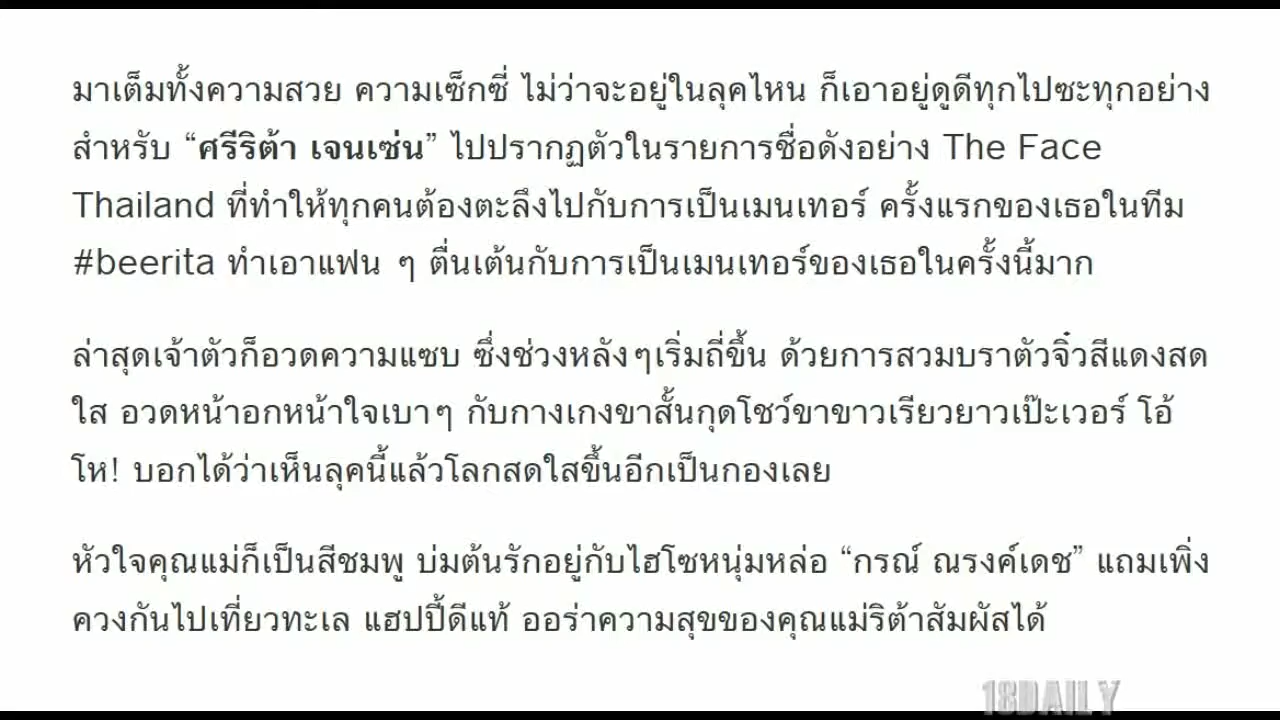 มาเต็มทั้งความสวย ความเซ็กซี่ ไม่ว่าจะอยู่ในลุคไหน ก็เอาอยู่ดูดีทุกไปซะทุกอย่าง
สำหรับ “ศรีริต้า เจนเซ่น” ไปปรากฏตัวในรายการชื่อดังอย่าง The Face
Thailand ที่ทำให้ทุกคนต้องตะลึงไปกับการเป็นเมนเทอร์ ครั้งแรกของเธอในทีม
#beerita ทำเอาแฟน ๆ ตื่นเต้นกับการเป็นเมนเทอร์ของเธอในครั้งนี้มาก
ล่าสุดเจ้าตัวก็อวดความแซบ ซึ่งช่วงหลังๆเริ่มถี่ขึ้น ด้วยการสวมบราตัวจิ๋วสีแดงสด
ใส อวดหน้าอกหน้าใจเบาๆ กับกางเกงขาสั้นกุดโชว์ขาขาวเรียวยาวเป๊ะเวอร์ โอ้
โห! บอกได้ว่าเห็นลุคนี้แล้วโลกสดใสขึ้นอีกเป็นกองเลย
หัวใจคุณแม่ก็เป็นสีชมพู บ่มต้นรักอยู่กับไฮโซหนุ่มหล่อ “กรณ์ ณรงค์เดช” แถมเพิ่ง
ควงกันไปเที่ยวทะเล แฮปปี้ดีแท้ ออร่าความสุขของคุณแม่ริต้าสัมผัสได้
18DAILY